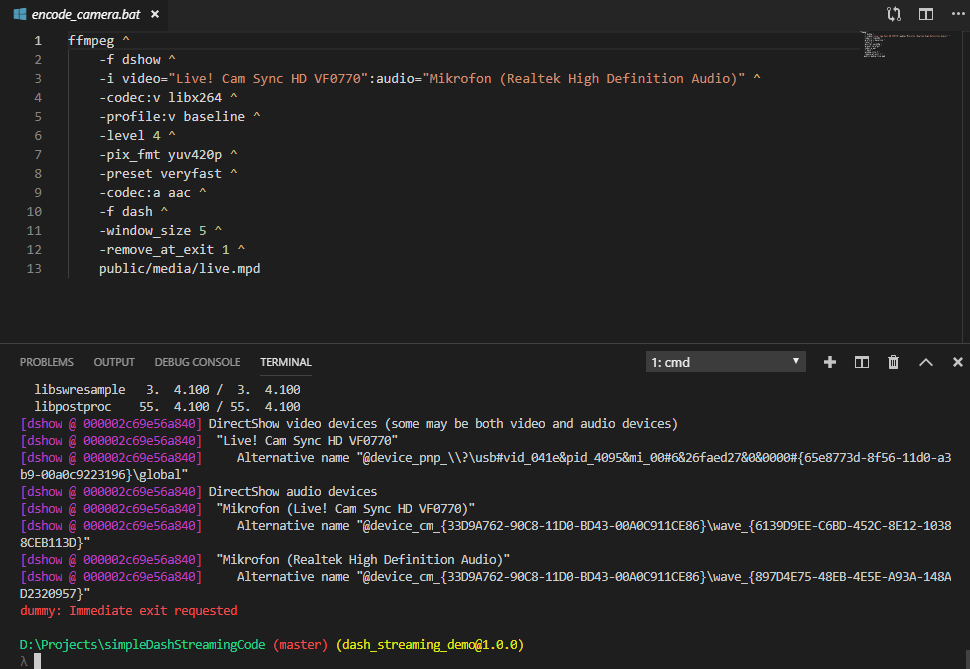 encode_camera.bat
1 ffmpeg ^
2 -f dshow ^
3 -i video="Live! Cam Sync HD VF0770":audio="Mikrofon (Realtek High Definition Audio)" ^
4 -codec:v libx264 ^
5 -profile:v baseline ^
6 -level 4 ^
7 -pix_fmt yuv420p ^
8 -preset veryfast ^
9 -codec:a aac ^
10 -f dash ^
11 -window_size 5 ^
12 -remove_at_exit 1 ^
13 public/media/live.mpd
PROBLEMS OUTPUT DEBUG CONSOLE TERMINAL 1: cmd
libswresample 3. 4.100 / 3. 4.100
libpostproc 55. 4.100 / 55. 4.100
[dshow @ 000002c69e56a840] DirectShow video devices (some may be both video and audio devices)
[dshow @ 000002c69e56a840] "Live! Cam Sync HD VF0770"
[dshow @ 000002c69e56a840] Alternative name "@device_pnp_\\?\usb#vid_041e&pid_4095&mi_00#6&26faed27&0&0000#{65e8773d-8f56-11d0-a3
b9-00a0c9223196}\global"
[dshow @ 000002c69e56a840] DirectShow audio devices
[dshow @ 000002c69e56a840] "Mikrofon (Live! Cam Sync HD VF0770)"
[dshow @ 000002c69e56a840] Alternative name "@device_cm_{33D9A762-90C8-11D0-BD43-00A0C911CE86}\wave_{6139D9EE-C6BD-452C-8E12-1038
8CEB113D}"
[dshow @ 000002c69e56a840] "Mikrofon (Realtek High Definition Audio)"
[dshow @ 000002c69e56a840] Alternative name "@device_cm_{33D9A762-90C8-11D0-BD43-00A0C911CE86}\wave_{897D4E75-48EB-4E5E-A93A-148A
D2320957}"
dummy: Immediate exit requested
D:\Projects\simpleDashStreamingCode (master) (dash_streaming_demo@1.0.0)
λ